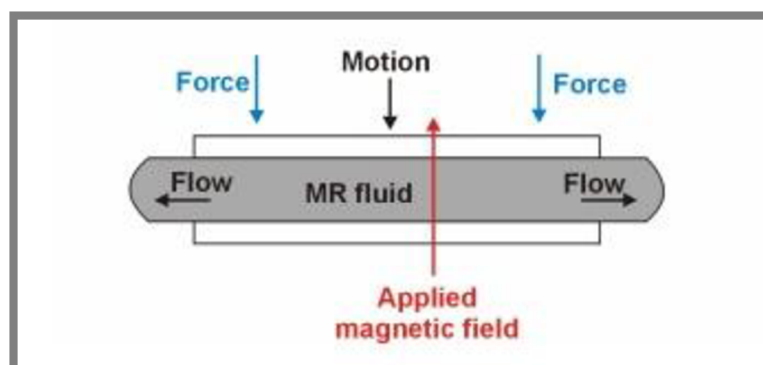 Motion
Force
Force
Flow
MR fluid
Flow
Applied
magnetic field